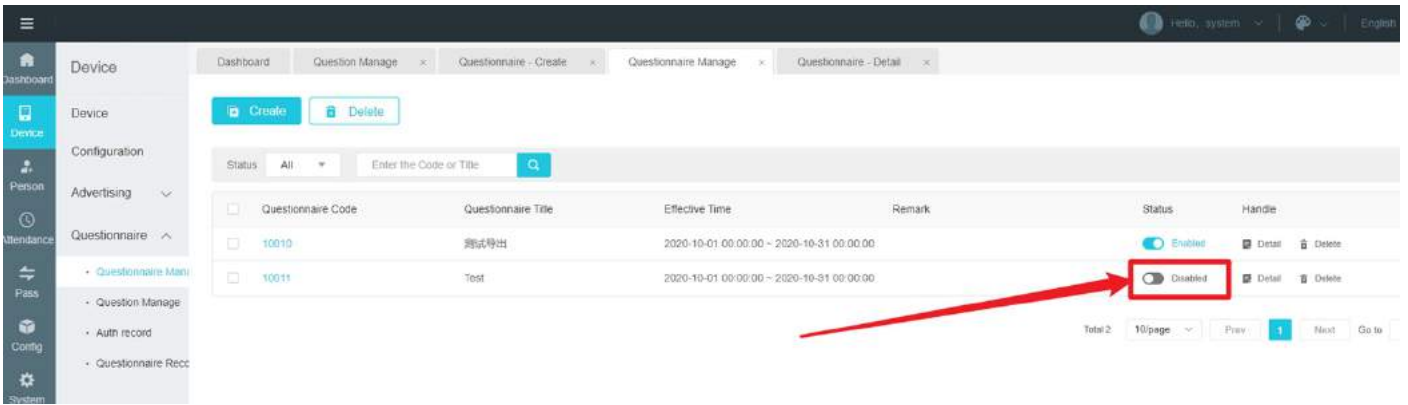 Hello, system
English
Dashboard
Device
Person
Attendance
Pass
Config
System
Device
Device
Configuration
Advertising
Questionnaire
Questionnaire Mana
Question Manage
Auth record
Questionnaire Reco
Dashboard Question Manage × Questionnaire - Create × Questionnaire Manage × Questionnaire - Detail ×
Create Delete
Status All Enter the Code or Title
Questionnaire Code Questionnaire Title Effective Time Remark Status Handle
10010 测试导出 2020-10-01 00:00:00 ~ 2020-10-31 00:00:00 Enabled Detail Delete
10011 Test 2020-10-01 00:00:00 ~ 2020-10-31 00:00:00 Disabled Detail Delete
Total 2 10/page Prev 1 Next Go to